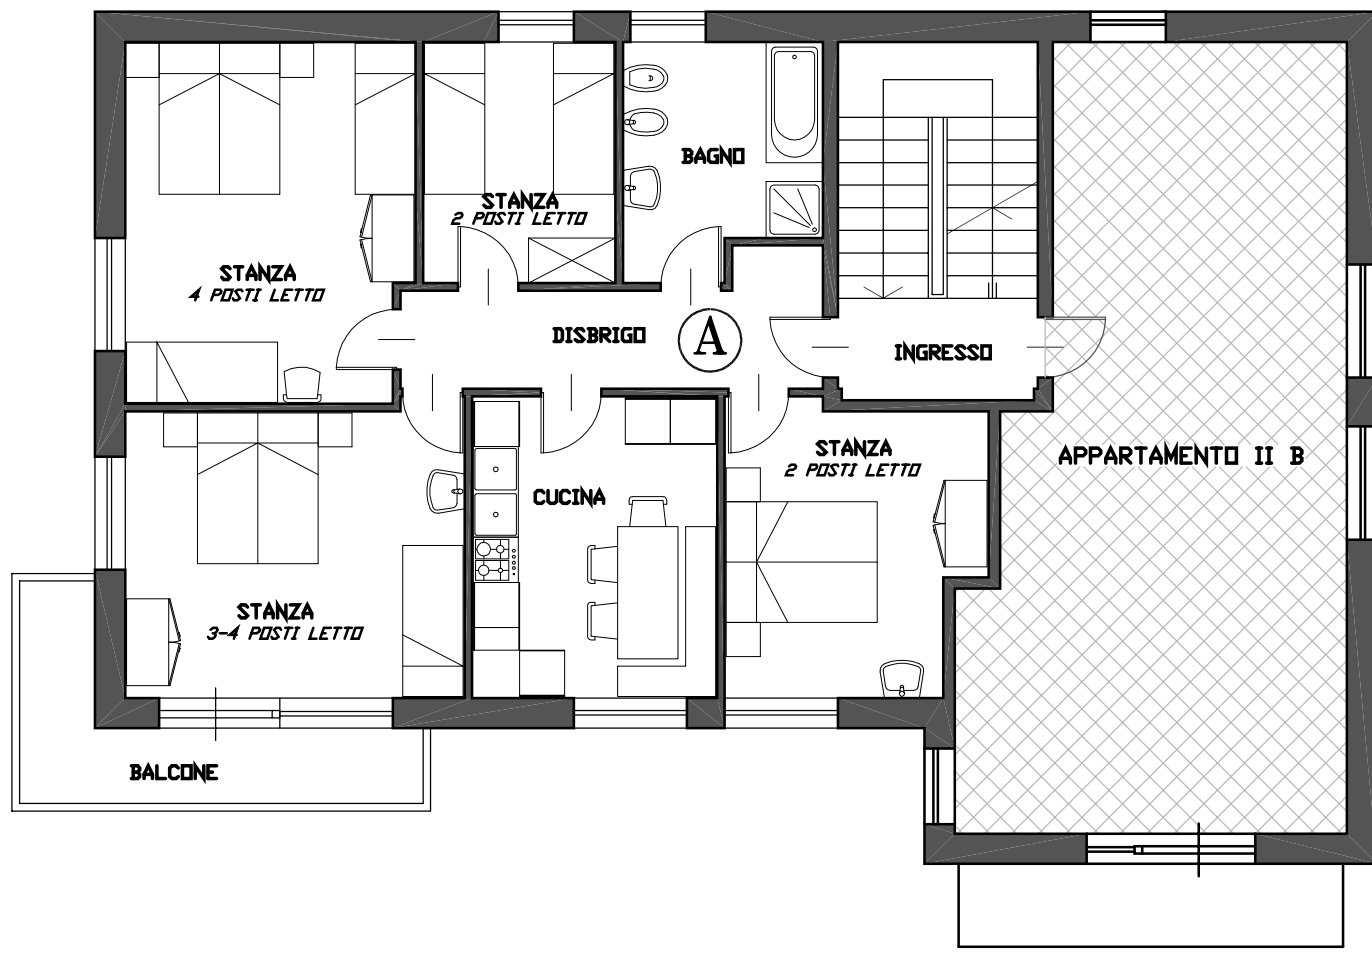 BAGNO
STANZA
2 POSTI LETTO
STANZA
4 POSTI LETTO
DISBRIGO
A
INGRESSO
STANZA
2 POSTI LETTO
APPARTAMENTO II B
CUCINA
STANZA
3-4 POSTI LETTO
BALCONE